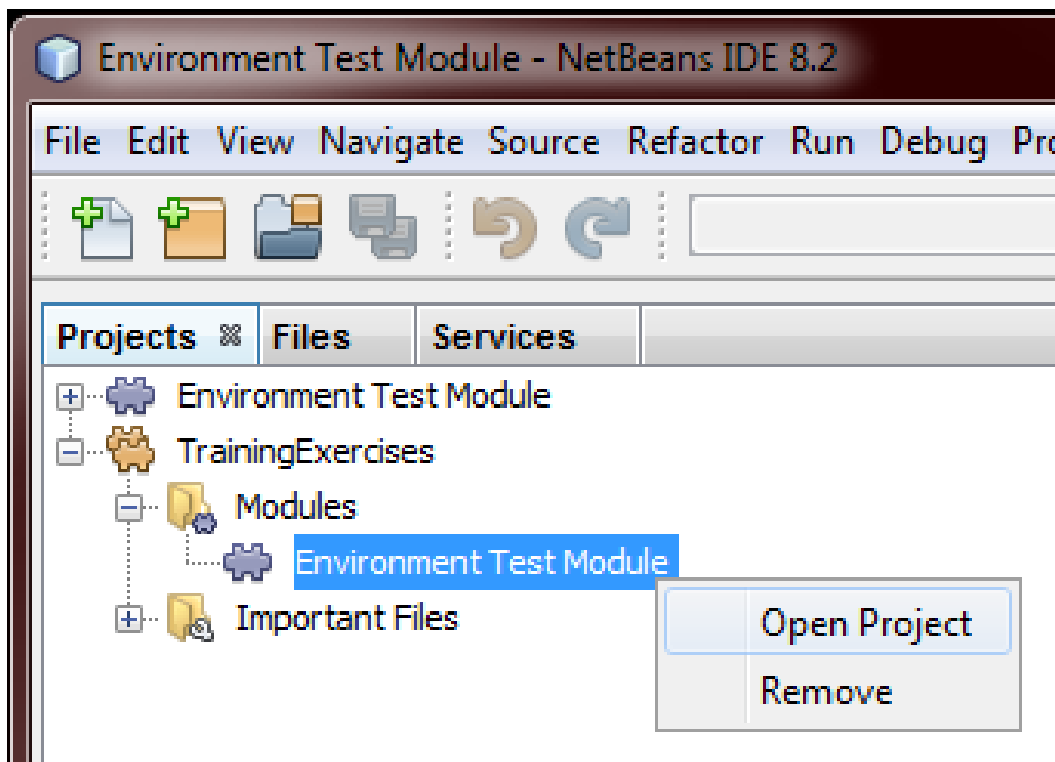 Environment Test Module - NetBeans IDE 8.2
File Edit View Navigate Source Refactor Run Debug Pro
Projects Files Services
Environment Test Module
TrainingExercises
Modules
Environment Test Module
Important Files
Open Project
Remove